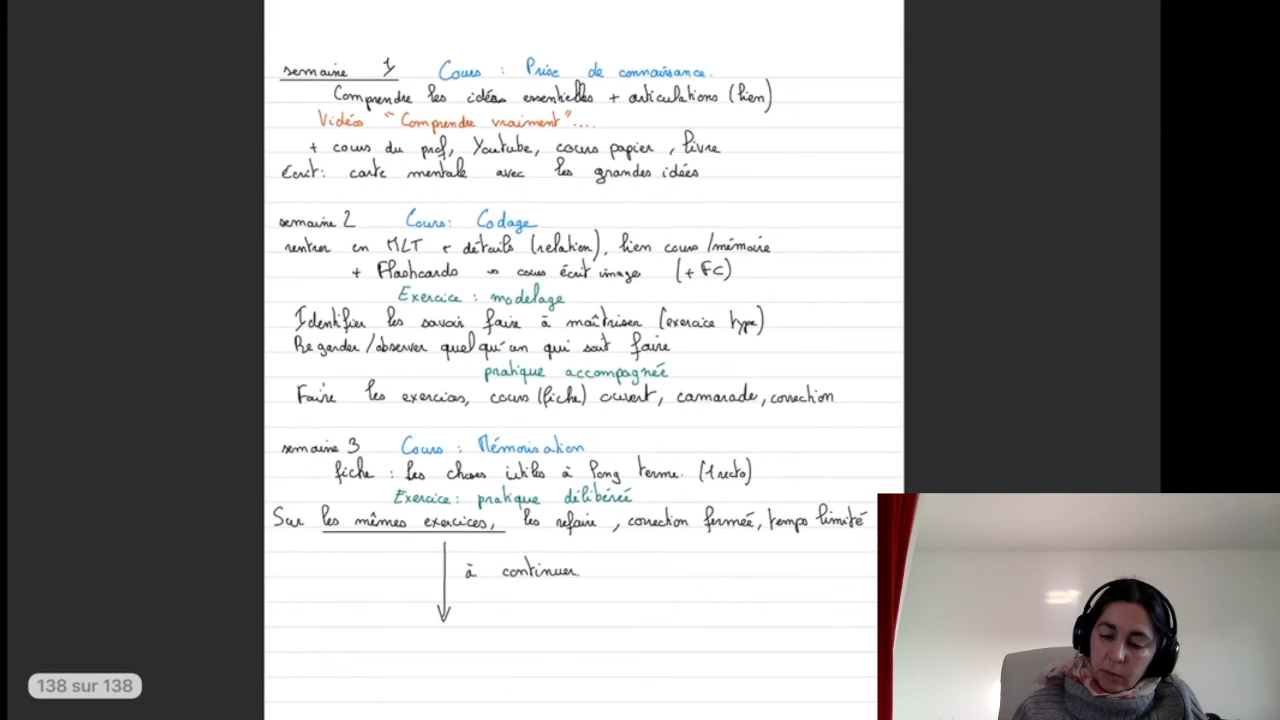 semaine 1 Cours : Prise de connaissance.
Comprendre les idées essentielles + articulations (lien)
Vidéos "Comprendre vraiment"....
+ cours du prof, Youtube, cours papier, livre
Ecrit : carte mentale avec les grandes idées
semaine 2 Cours : Codage
rentrer en MLT + détails (relation), lien cours/mémoire
+ Flashcards cours écrit images (+ FC)
Exercice : modelage
Identifier les savoir faire à maîtriser (exercice type)
Regarder/observer quelqu'un qui sait faire
pratique accompagnée
Faire les exercices, cours (fiche) ouvert, camarade, correction
semaine 3 Cours : Mémorisation
fiche : les choses utiles à long terme. (1 recto)
Exercice : pratique délibérée
Sur les mêmes exercices, les refaire, correction fermée, temps limité
à continuer.
138 sur 138